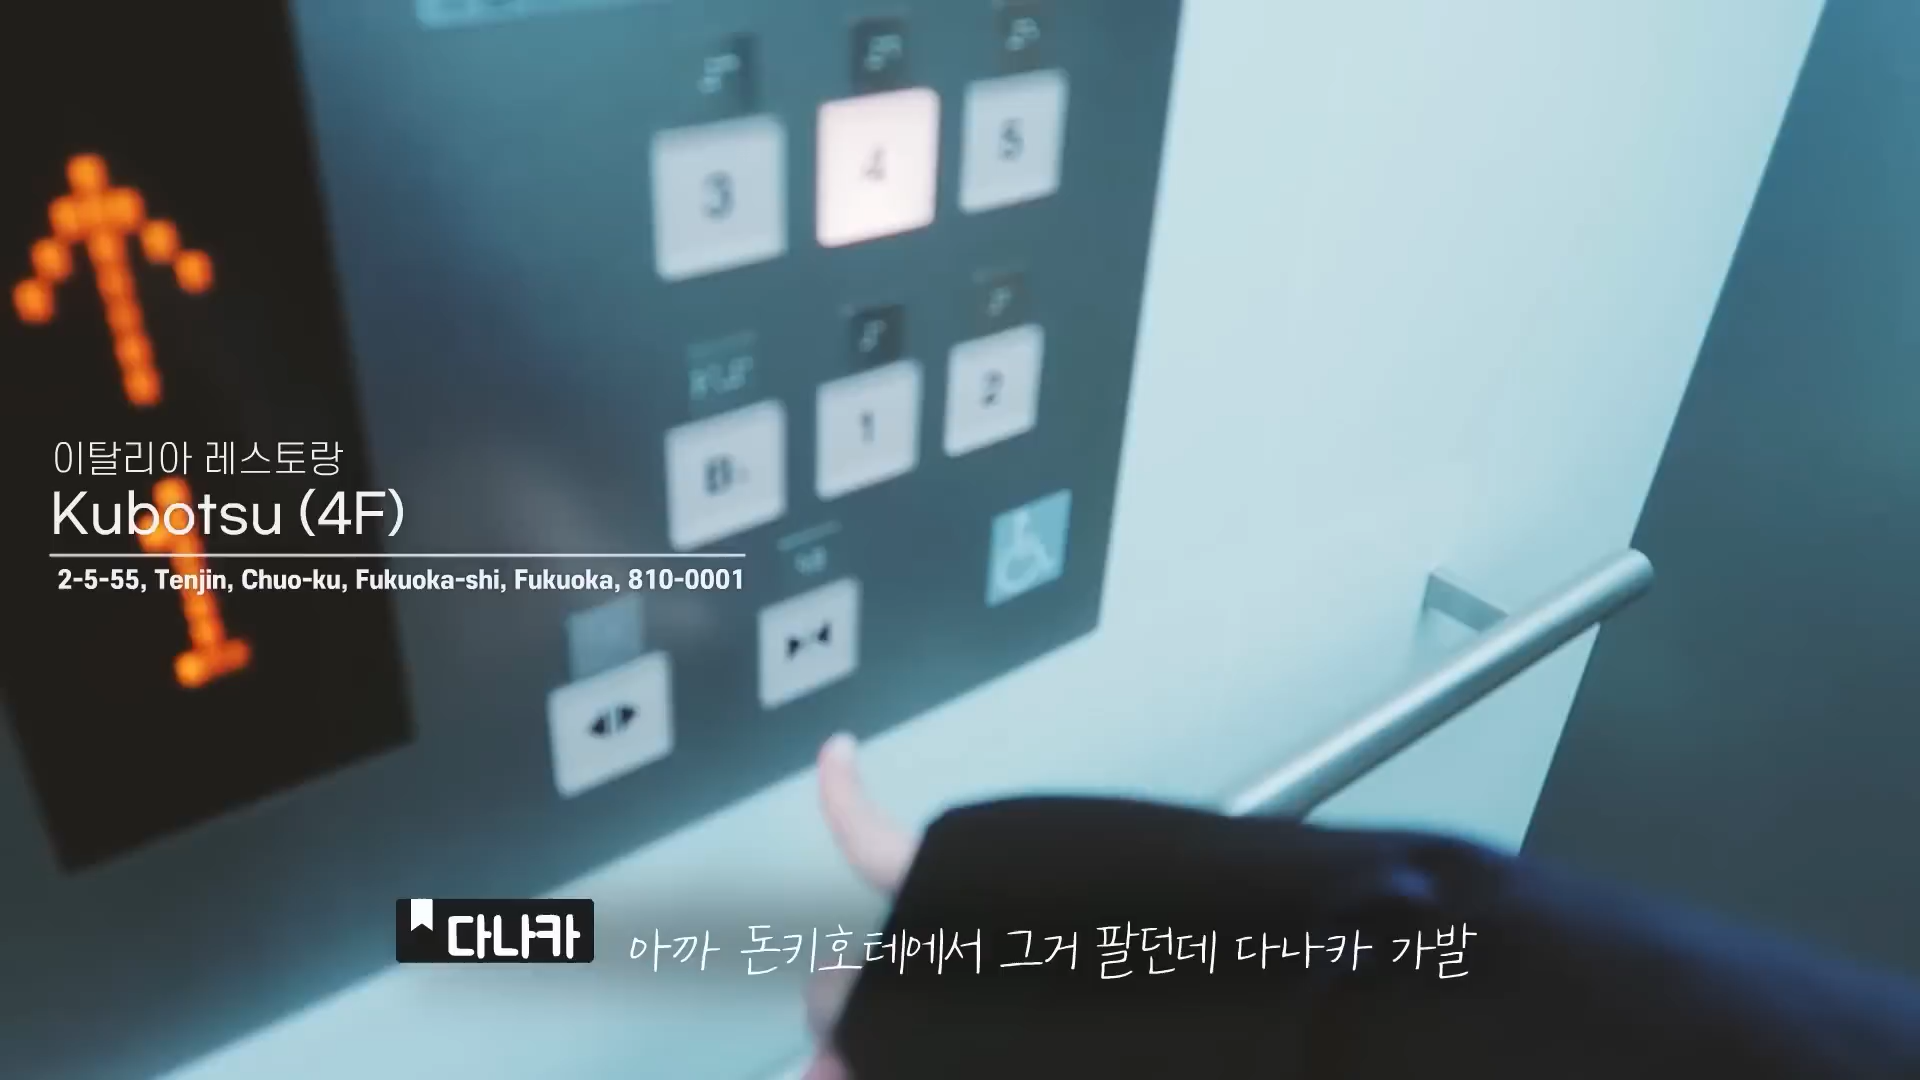 3 4 5
B 1 2
이탈리아 레스토랑
Kubotsu (4F)
2-5-55, Tenjin, Chuo-ku, Fukuoka-shi, Fukuoka, 810-0001
다나카
아까 돈키호테에서 그거 팔던데 다나카 가발